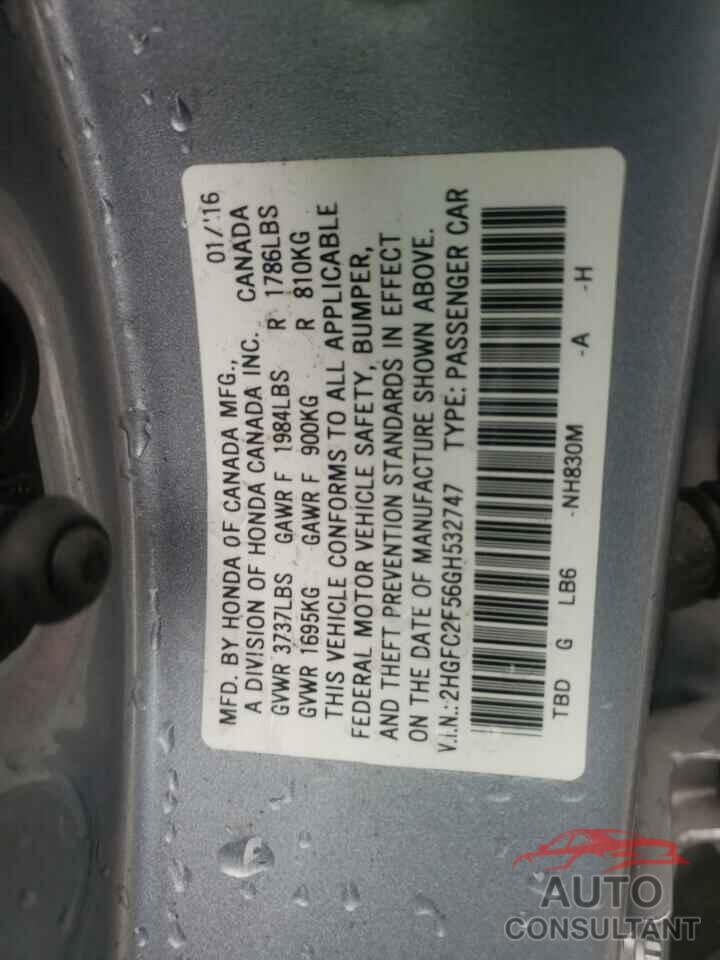 MFD. BY HONDA OF CANADA MFG., 01/'16
A DIVISION OF HONDA CANADA INC. CANADA
GVWR 3737LBS GAWR F 1984LBS R 1786LBS
GVWR 1695KG GAWR F 900KG R 810KG
THIS VEHICLE CONFORMS TO ALL APPLICABLE
FEDERAL MOTOR VEHICLE SAFETY, BUMPER,
AND THEFT PREVENTION STANDARDS IN EFFECT
ON THE DATE OF MANUFACTURE SHOWN ABOVE.
V.I.N.: 2HGFC2F56GH532747 TYPE: PASSENGER CAR
TBD G LB6 -NH830M -A -H
AUTO
CONSULTANT